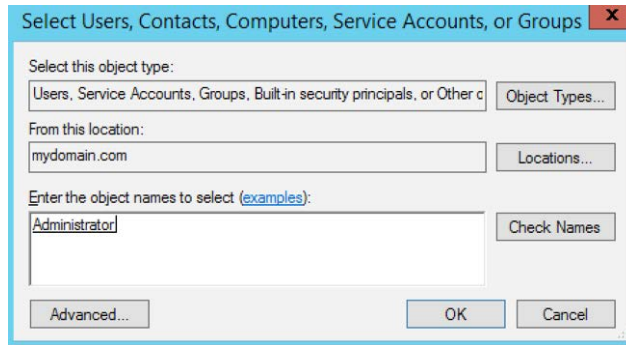 Select Users, Contacts, Computers, Service Accounts, or Groups
x
Select this object type:
Users, Service Accounts, Groups, Built-in security principals, or Other o
Object Types...
From this location:
mydomain.com
Locations...
Enter the object names to select (examples):
Administrator
Check Names
Advanced...
OK
Cancel